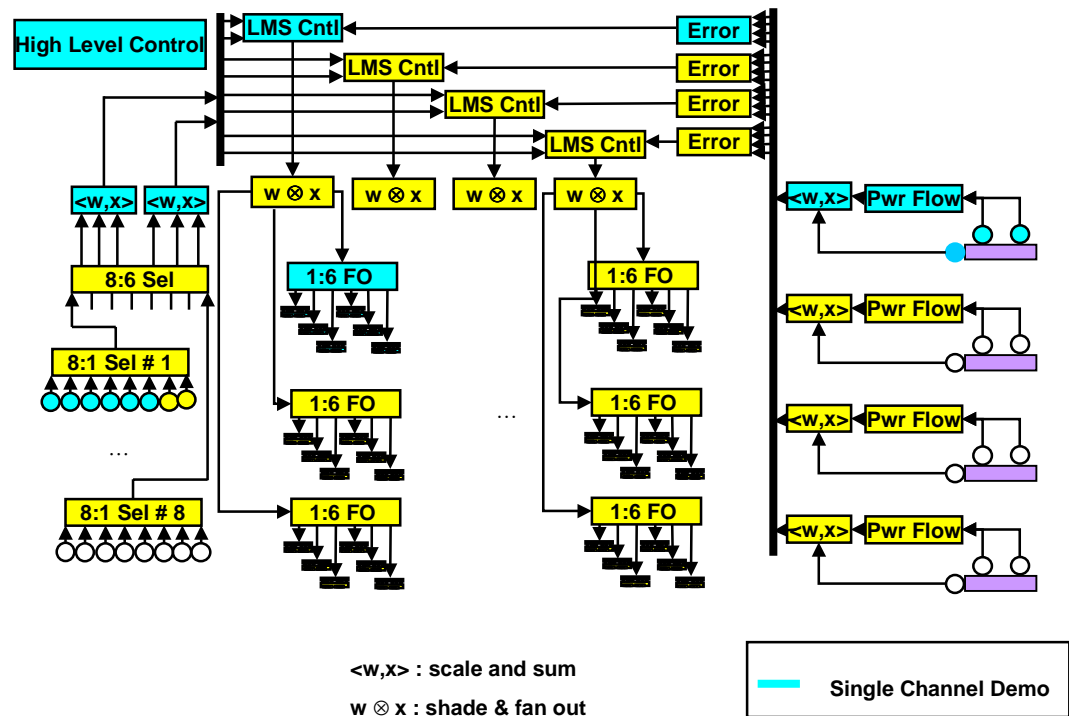 High Level Control
LMS Cntl
Error
LMS Cntl
Error
LMS Cntl
Error
LMS Cntl
Error
w ⊗ x
w ⊗ x
w ⊗ x
w ⊗ x
<w,x>
<w,x>
<w,x>
Pwr Flow
8:6 Sel
1:6 FO
1:6 FO
<w,x>
Pwr Flow
8:1 Sel # 1
1:6 FO
1:6 FO
...
<w,x>
Pwr Flow
...
8:1 Sel # 8
1:6 FO
1:6 FO
<w,x>
Pwr Flow
<w,x> : scale and sum
w ⊗ x : shade & fan out
Single Channel Demo